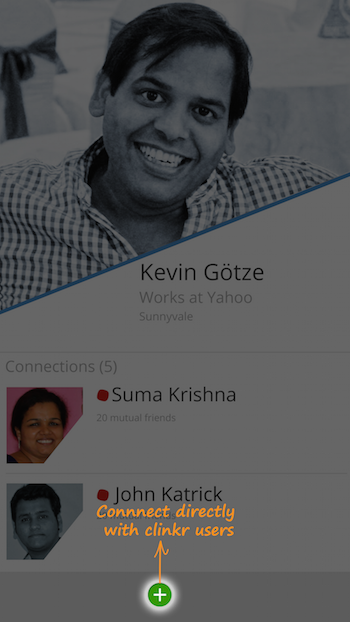 Kevin Götze
Works at Yahoo
Sunnyvale
Connections (5)
Suma Krishna
20 mutual friends
John Katrick
Connnect directly
with clinkr users